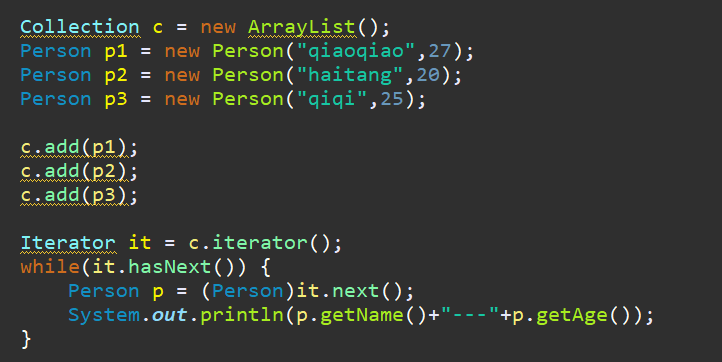 Collection c = new ArrayList();
Person p1 = new Person("qiaoqiao",27);
Person p2 = new Person("haitang",20);
Person p3 = new Person("qiqi",25);

c.add(p1);
c.add(p2);
c.add(p3);

Iterator it = c.iterator();
while(it.hasNext()) {
    Person p = (Person)it.next();
    System.out.println(p.getName()+"---"+p.getAge());
}